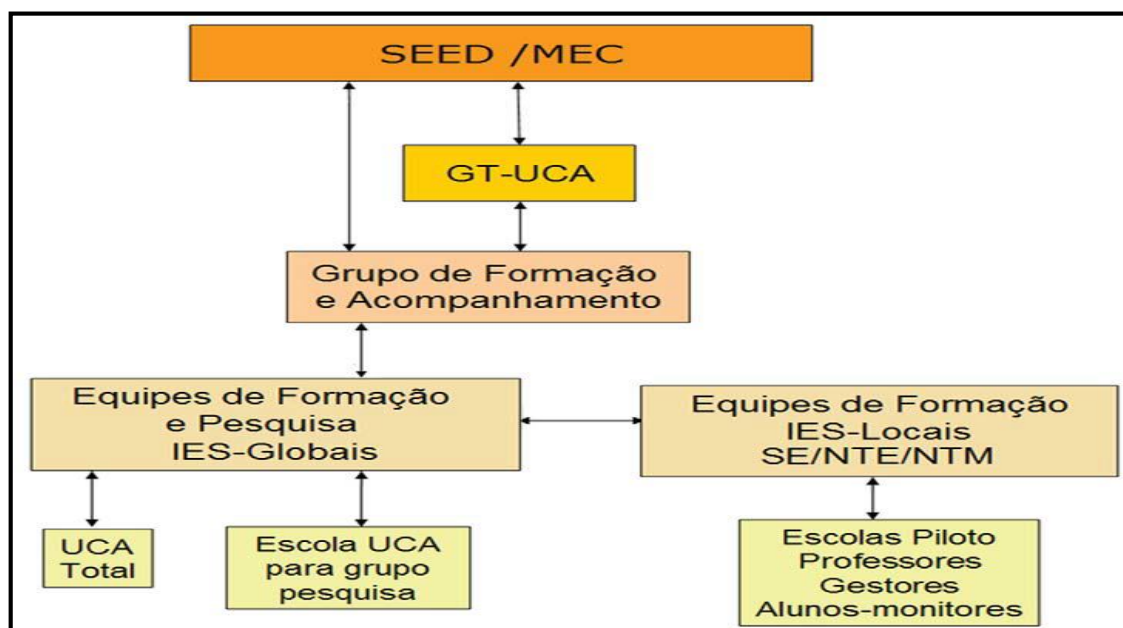 SEED /MEC
GT-UCA
Grupo de Formação
e Acompanhamento
Equipes de Formação
e Pesquisa
IES-Globais
Equipes de Formação
IES-Locais
SE/NTE/NTM
UCA
Total
Escola UCA
para grupo
pesquisa
Escolas Piloto
Professores
Gestores
Alunos-monitores